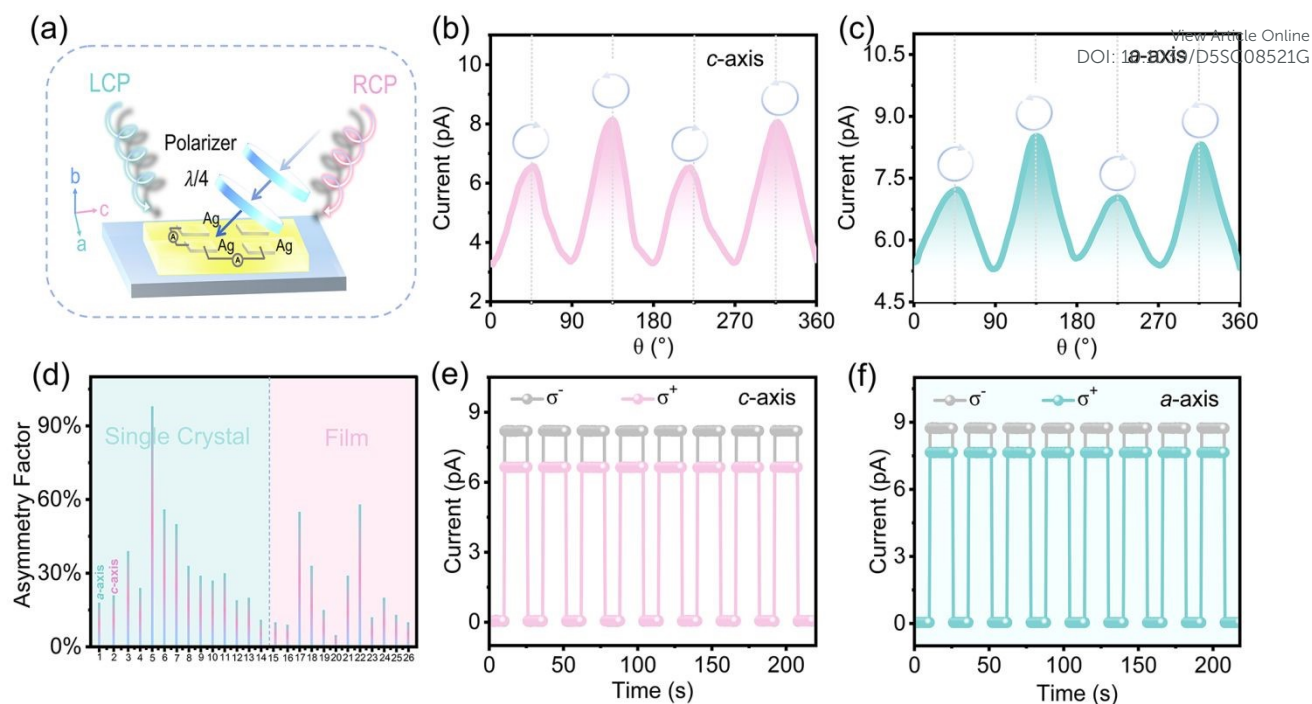 (a)
LCP
RCP
Polarizer
λ/4
b
c
a
Ag
Ag
Ag
A
A
(b)
c-axis
Current (pA)
10
8
6
4
2
0
90
180
270
360
θ (°)
(c)
View Article Online
DOI:
/D5SC08521G
a-axis
Current (pA)
10.5
9.0
7.5
6.0
4.5
0
90
180
270
360
θ (°)
(d)
Single Crystal
Film
Asymmetry Factor
90%
60%
30%
0%
a-axis
c-axis
1 2 3 4 5 6 7 8 9 10 11 12 13 14 15 16 17 18 19 20 21 22 23 24 25 26
(e)
σ-
σ+
c-axis
Current (pA)
9
6
3
0
0
50
100
150
200
Time (s)
(f)
σ-
σ+
a-axis
Current (pA)
9
6
3
0
0
50
100
150
200
Time (s)